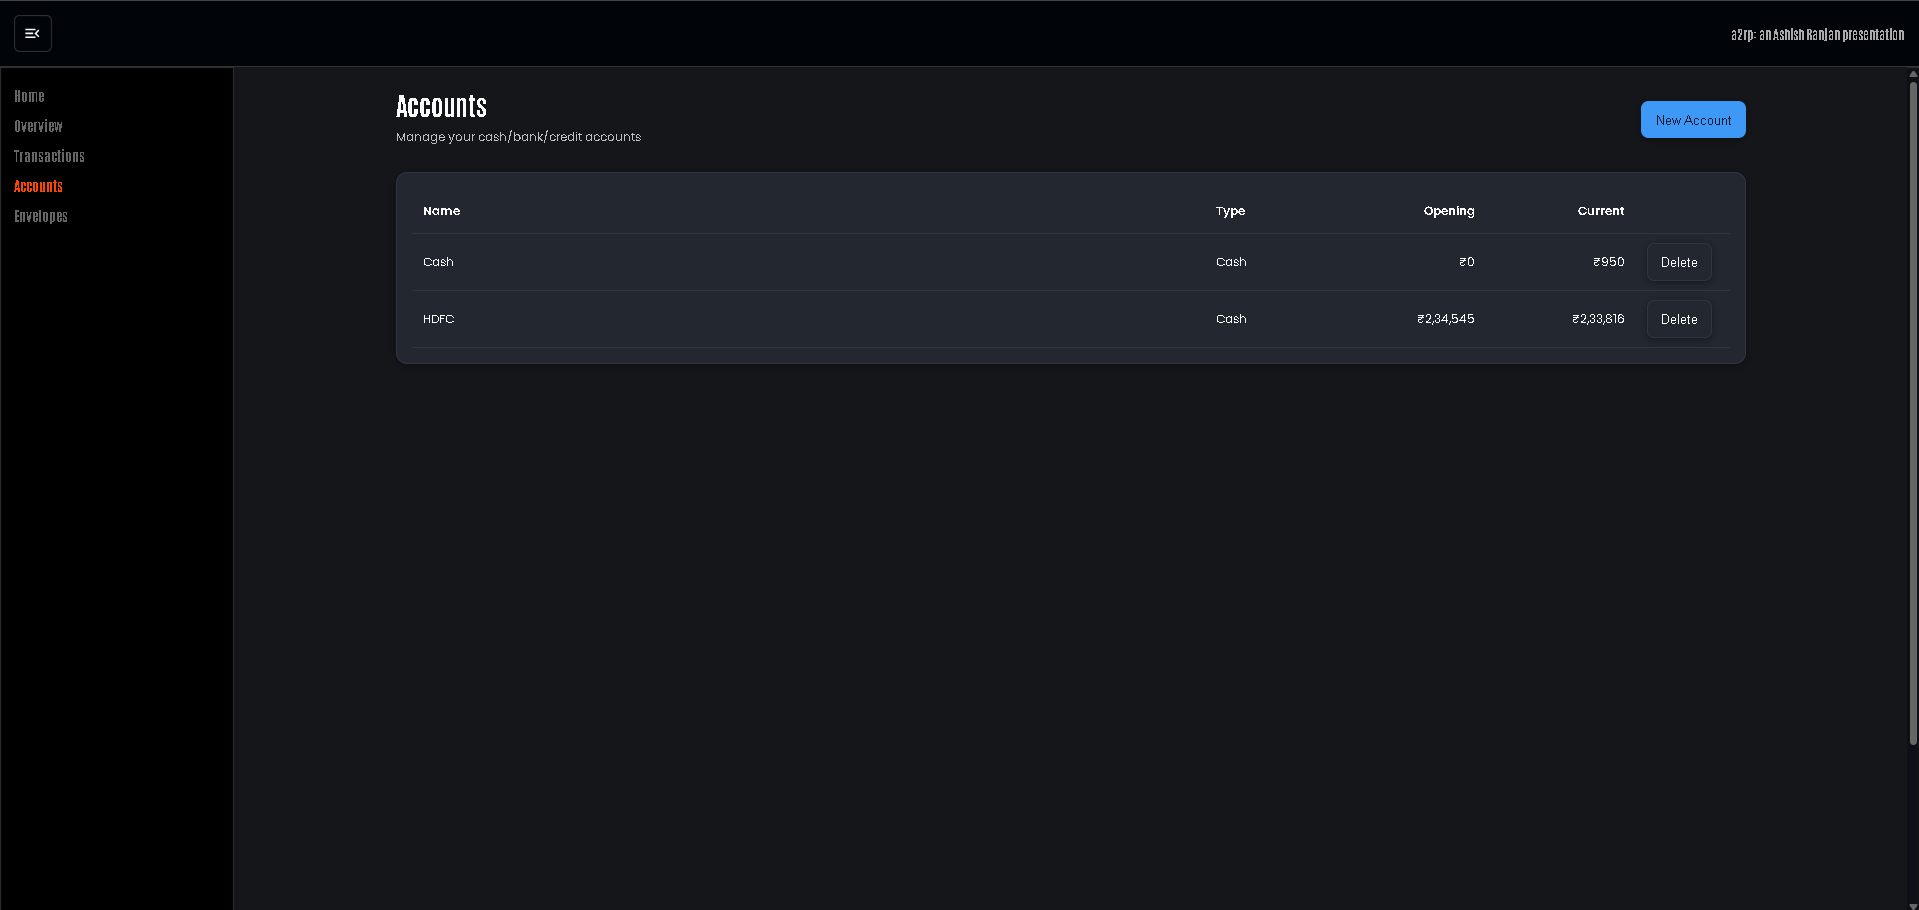 a2rp: an Ashish Ranjan presentation
Home
Overview
Transactions
Accounts
Envelopes
Accounts
Manage your cash/bank/credit accounts
New Account
Name Type Opening Current
Cash Cash ₹0 ₹950 Delete
HDFC Cash ₹2,34,545 ₹2,33,816 Delete